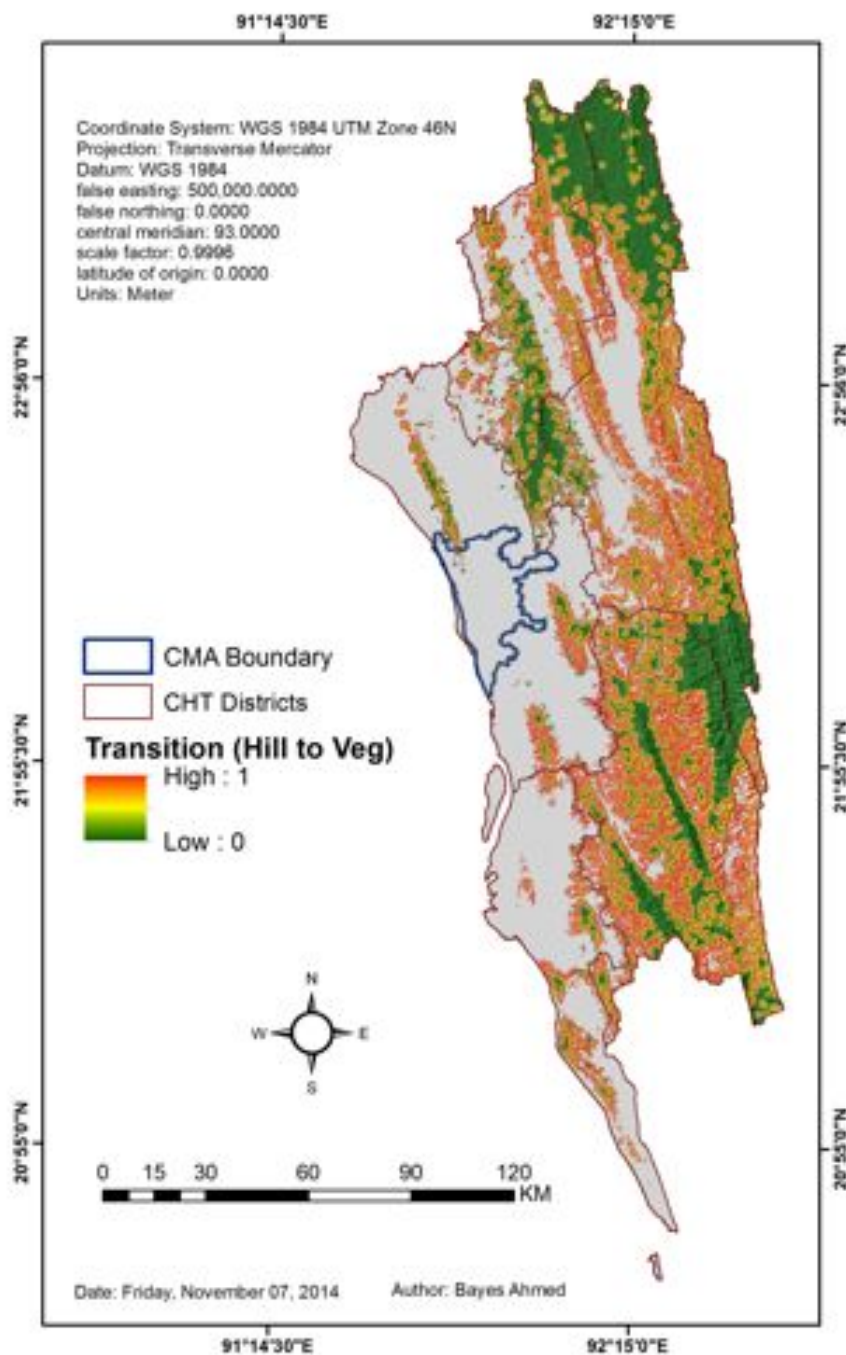 91°14'30"E
92°15'0"E
Coordinate System: WGS 1984 UTM Zone 46N
Projection: Transverse Mercator
Datum: WGS 1984
false easting: 500,000.0000
false northing: 0.0000
central meridian: 93.0000
scale factor: 0.9996
latitude of origin: 0.0000
Units: Meter
22°56'0"N
22°56'0"N
CMA Boundary
CHT Districts
Transition (Hill to Veg)
High : 1
Low : 0
21°55'30"N
21°55'30"N
N
W
E
S
20°55'0"N
20°55'0"N
0 15 30 60 90 120
KM
Date: Friday, November 07, 2014
Author: Bayes Ahmed
91°14'30"E
92°15'0"E